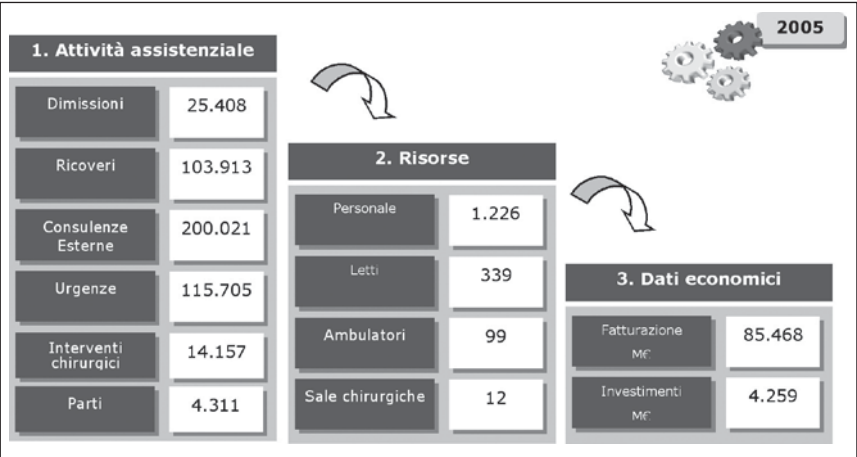 2005
1. Attività assistenziale
Dimissioni 25.408
Ricoveri 103.913
Consulenze
Esterne 200.021
Urgenze 115.705
Interventi
chirurgici 14.157
Parti 4.311
2. Risorse
Personale 1.226
Letti 339
Ambulatori 99
Sale chirurgiche 12
3. Dati economici
Fatturazione
M€ 85.468
Investimenti
M€ 4.259